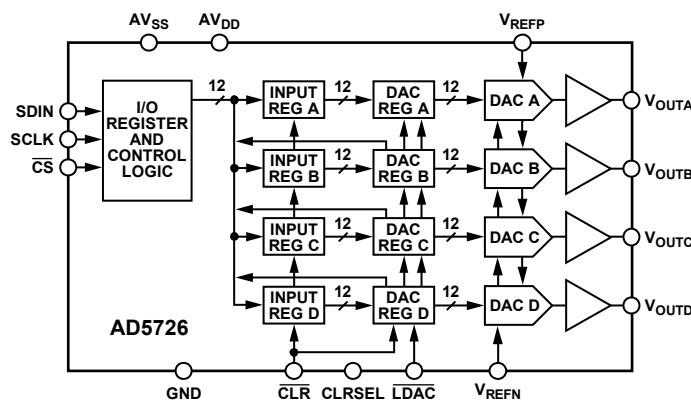 AVSS AVDD VREFP
12 INPUT REG A 12 DAC REG A 12 DAC A VOUTA
SDIN
SCLK
CS
I/O
REGISTER
AND
CONTROL
LOGIC
INPUT REG B 12 DAC REG B 12 DAC B VOUTB
INPUT REG C 12 DAC REG C 12 DAC C VOUTC
INPUT REG D 12 DAC REG D 12 DAC D VOUTD
AD5726
GND CLR CLRSEL LDAC VREFN